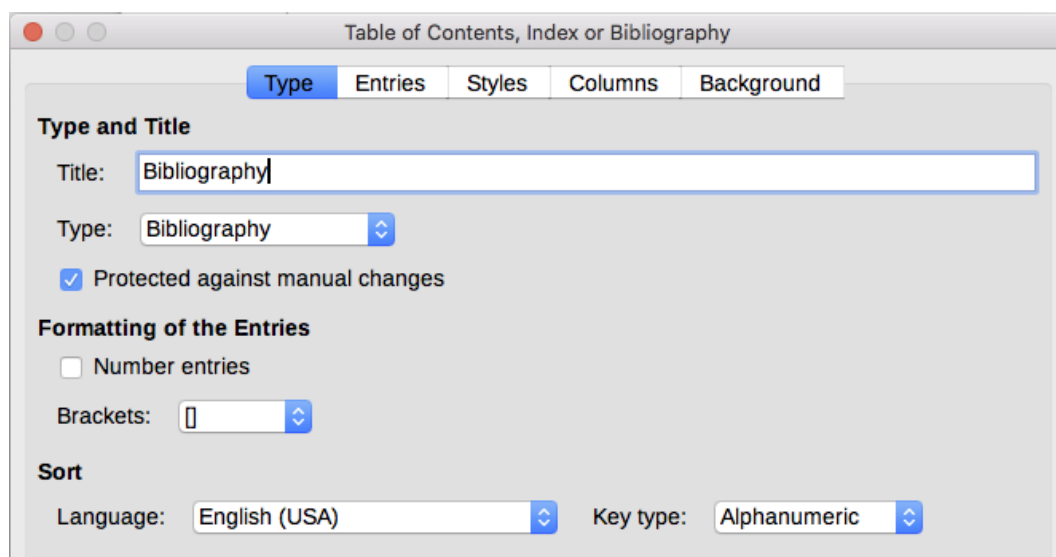 Table of Contents, Index or Bibliography
Type Entries Styles Columns Background
Type and Title
Title: Bibliography
Type: Bibliography
Protected against manual changes
Formatting of the Entries
Number entries
Brackets: []
Sort
Language: English (USA) Key type: Alphanumeric